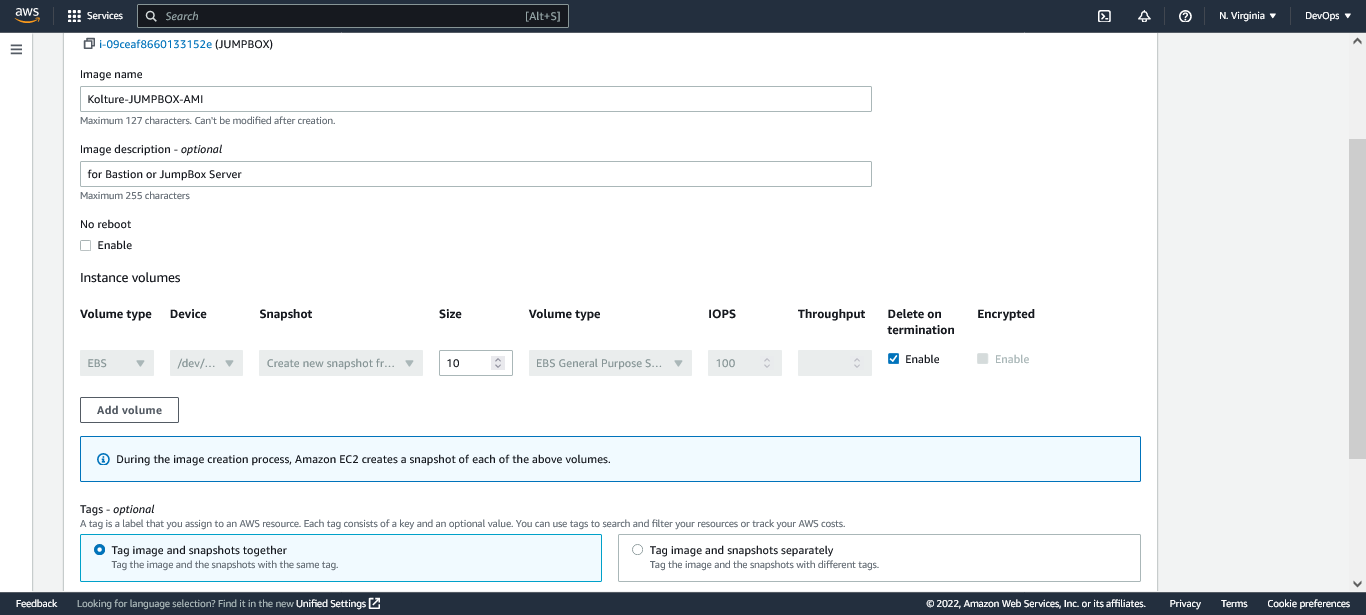 aws Services Search [Alt+S] N. Virginia DevOps
i-09ceaf8660133152e (JUMPBOX)
Image name
Kolture-JUMPBOX-AMI
Maximum 127 characters. Can't be modified after creation.
Image description - optional
for Bastion or JumpBox Server
Maximum 255 characters
No reboot
Enable
Instance volumes
Volume type Device Snapshot Size Volume type IOPS Throughput Delete on termination Encrypted
EBS /dev/... Create new snapshot fr... 10 EBS General Purpose S... 100 Enable Enable
Add volume
During the image creation process, Amazon EC2 creates a snapshot of each of the above volumes.
Tags - optional
A tag is a label that you assign to an AWS resource. Each tag consists of a key and an optional value. You can use tags to search and filter your resources or track your AWS costs.
Tag image and snapshots together
Tag the image and the snapshots with the same tag.
Tag image and snapshots separately
Tag the image and the snapshots with different tags.
Feedback Looking for language selection? Find it in the new Unified Settings © 2022, Amazon Web Services, Inc. or its affiliates. Privacy Terms Cookie preferences